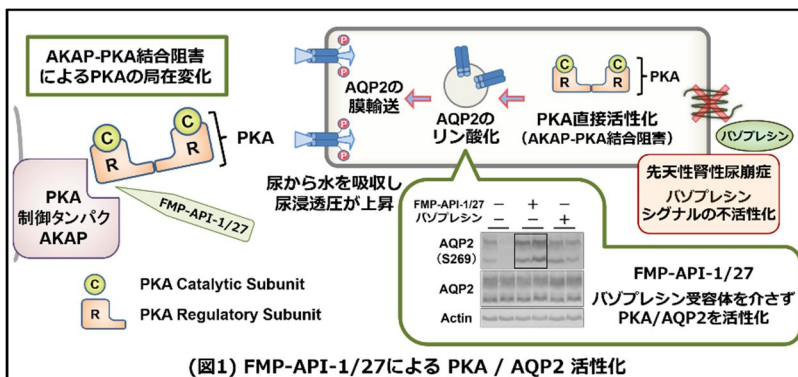 AKAP-PKA結合阻害
によるPKAの局在変化
C
C
R
R
PKA
PKA
制御タンパク
AKAP
FMP-API-1/27
C
PKA Catalytic Subunit
R
PKA Regulatory Subunit
P
P
P
P
AQP2の
膜輸送
AQP2の
リン酸化
C
C
R
R
PKA
PKA直接活性化
(AKAP-PKA結合阻害)
バゾプレシン
先天性腎性尿崩症
バゾプレシン
シグナルの不活性化
尿から水を吸収し
尿浸透圧が上昇
FMP-API-1/27 － ＋ －
バゾプレシン － － ＋
AQP2
(S269)
AQP2
Actin
FMP-API-1/27
バゾプレシン受容体を介さず
PKA/AQP2を活性化
(図1) FMP-API-1/27による PKA / AQP2 活性化